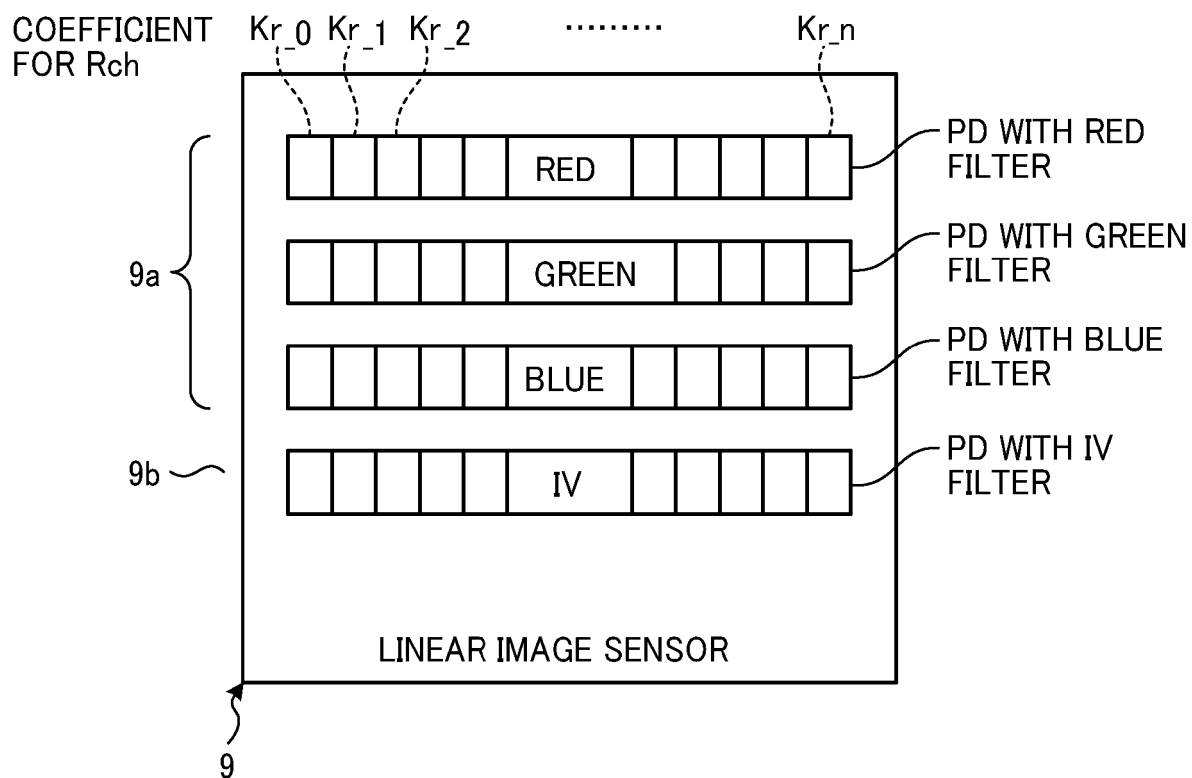 COEFFICIENT
FOR Rch
Kr_0 Kr_1 Kr_2 ········· Kr_n
RED
PD WITH RED
FILTER
GREEN
PD WITH GREEN
FILTER
9a
BLUE
PD WITH BLUE
FILTER
9b
IV
PD WITH IV
FILTER
LINEAR IMAGE SENSOR
9